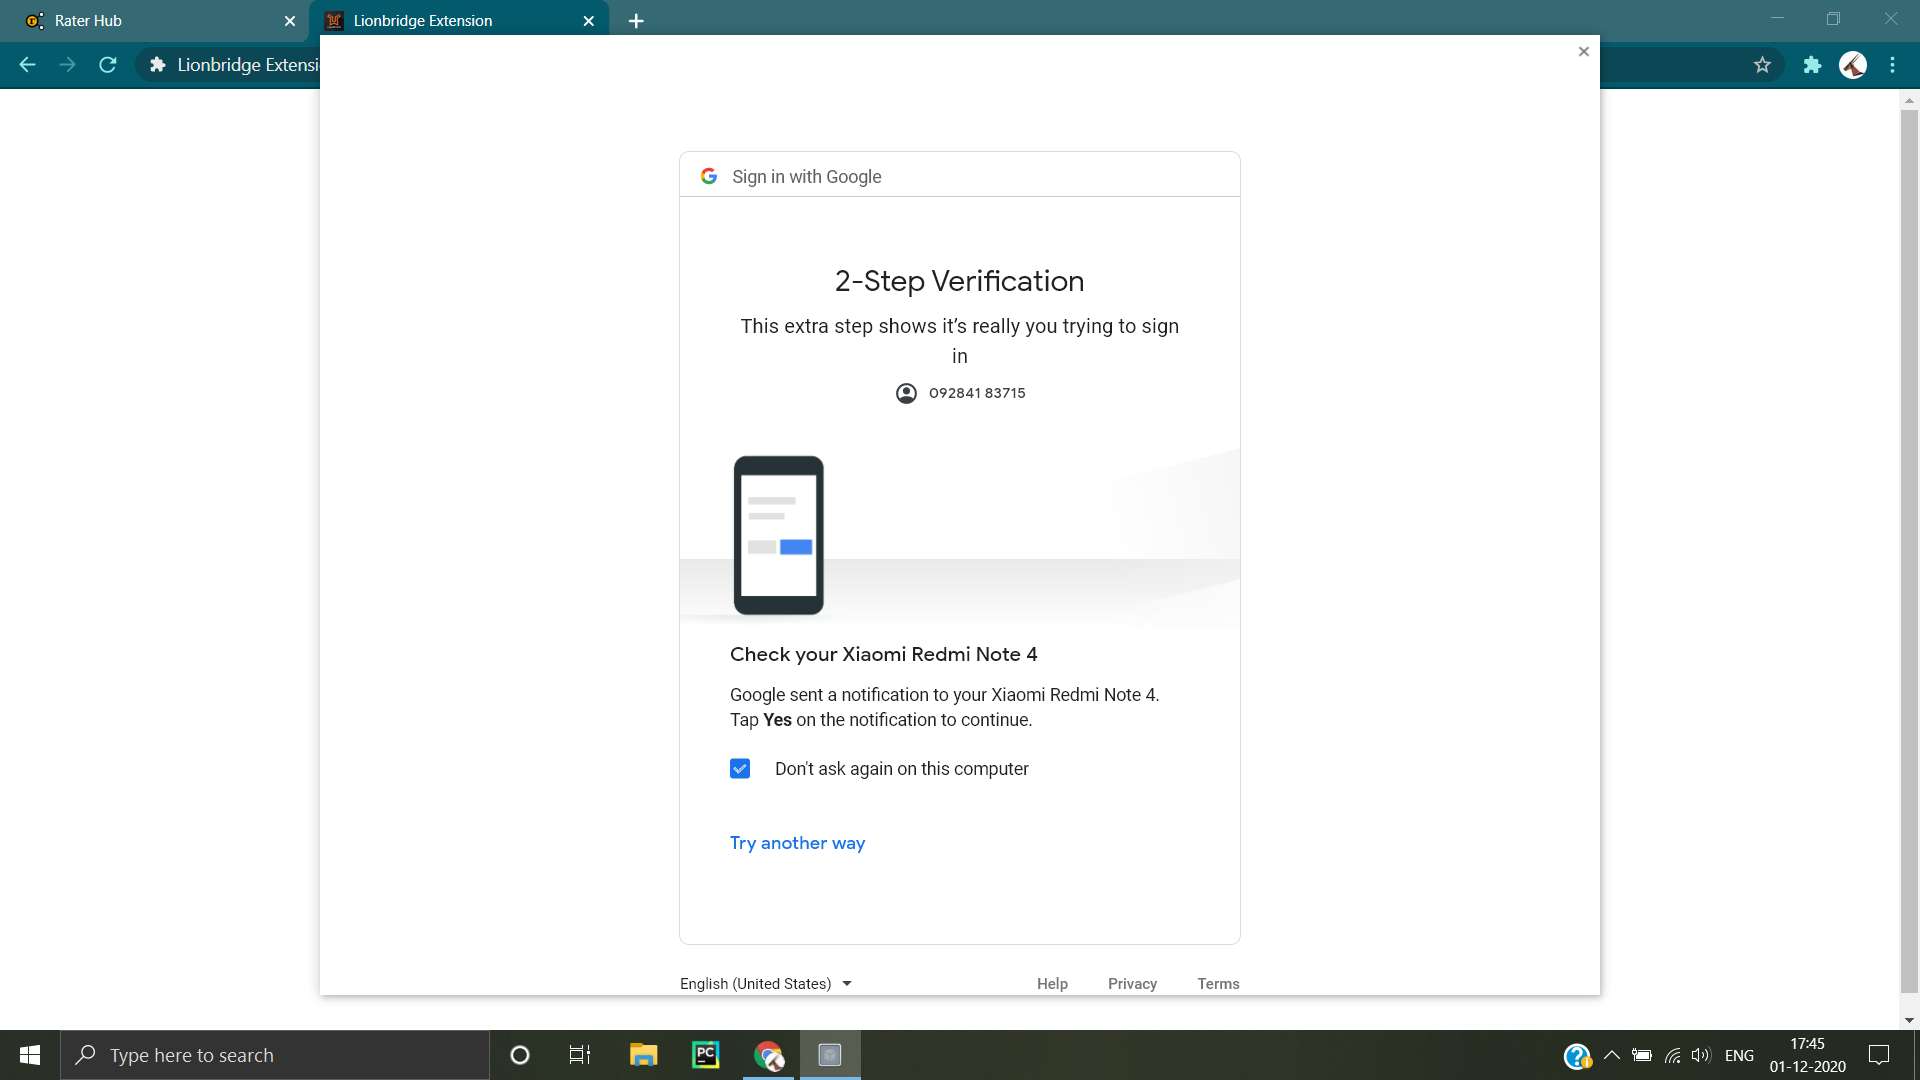 Rater Hub
Lionbridge Extension
Lionbridge Extensi
Sign in with Google
2-Step Verification
This extra step shows it’s really you trying to sign
in
092841 83715
Check your Xiaomi Redmi Note 4
Google sent a notification to your Xiaomi Redmi Note 4.
Tap Yes on the notification to continue.
Don't ask again on this computer
Try another way
English (United States)
Help
Privacy
Terms
Type here to search
PC
ENG
17:45
01-12-2020